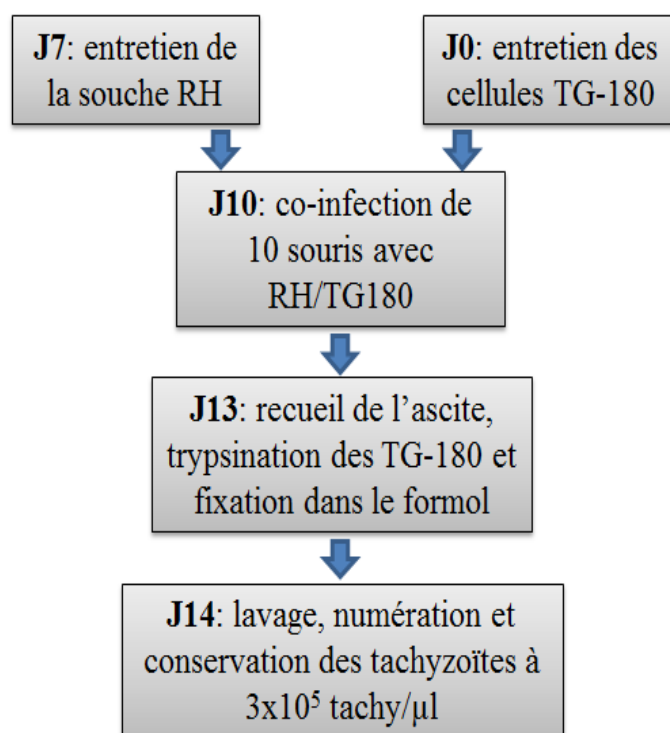 J7: entretien de
la souche RH
J0: entretien des
cellules TG-180
J10: co-infection de
10 souris avec
RH/TG180
J13: recueil de l’ascite,
trypsination des TG-180 et
fixation dans le formol
J14: lavage, numération et
conservation des tachyzoïtes à
3x10⁵ tachy/µl